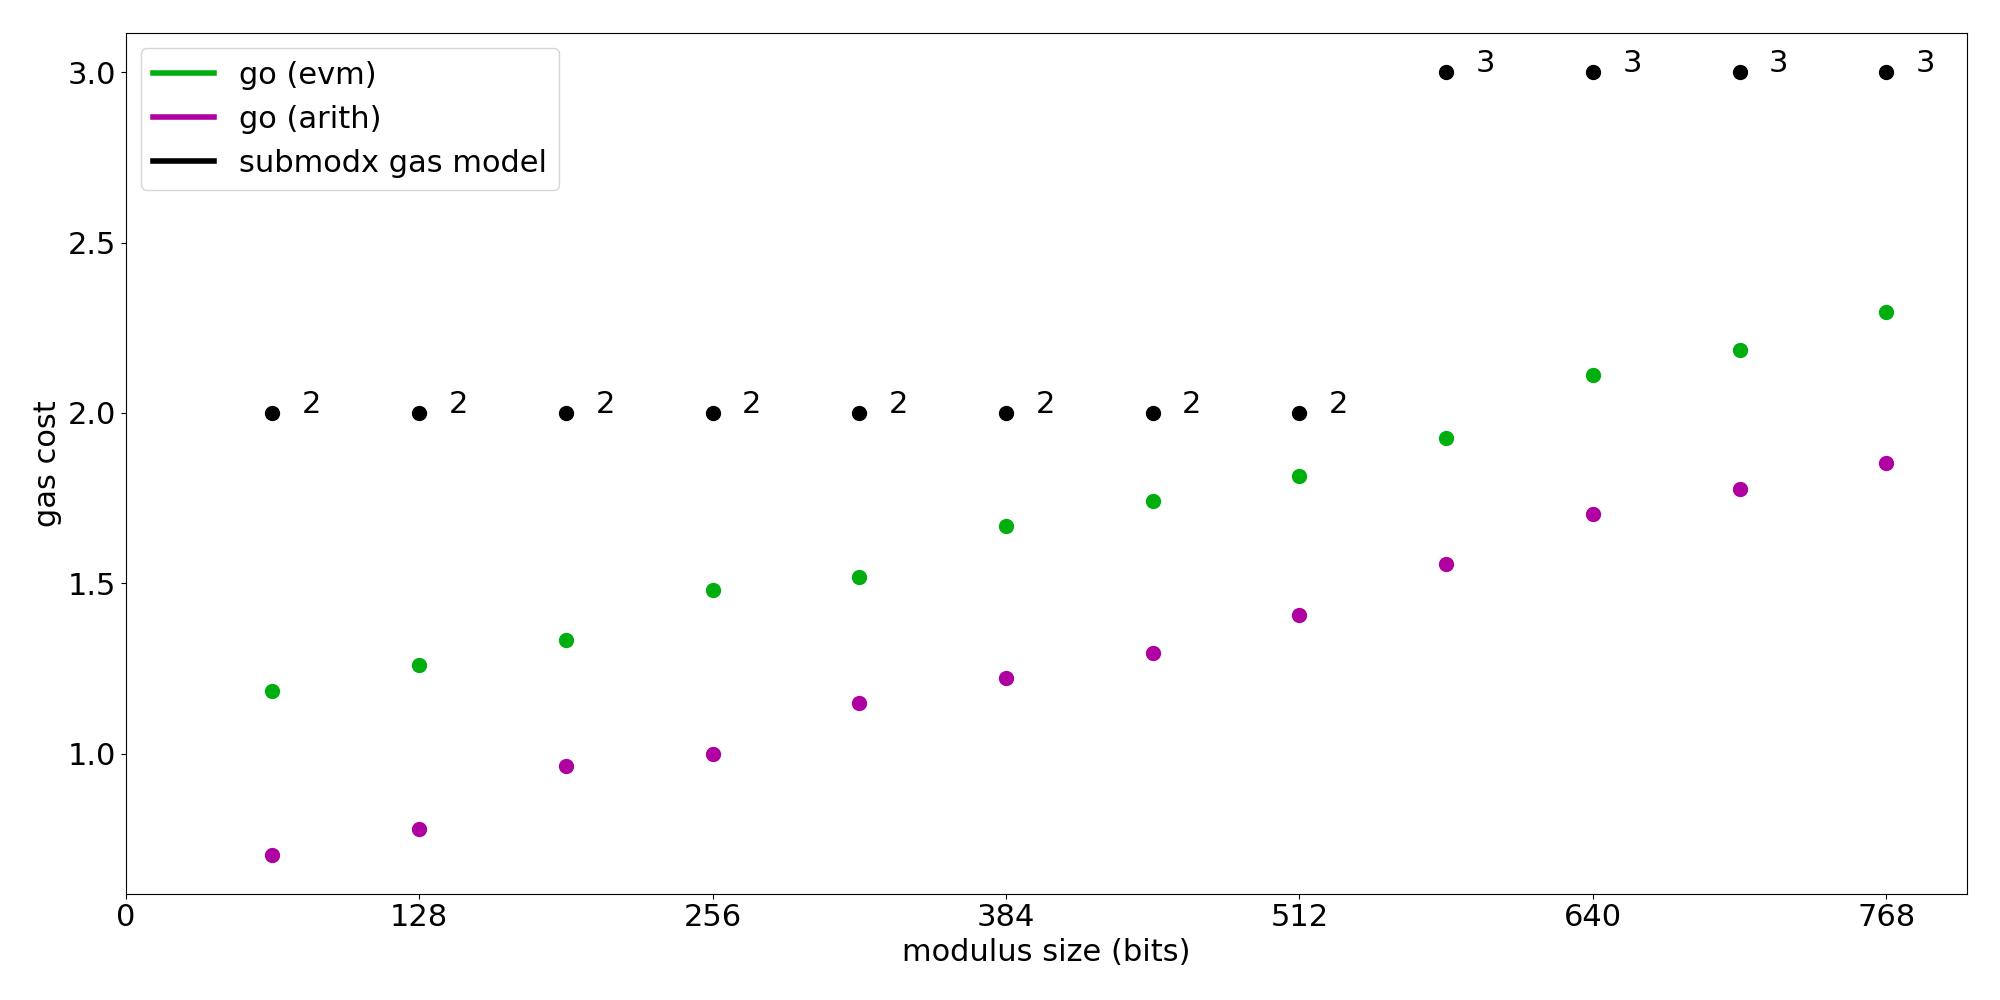 go (evm)
go (arith)
submodx gas model
3 3 3 3
3.0
2.5
2 2 2 2 2 2 2 2
2.0
gas cost
1.5
1.0
0 128 256 384 512 640 768
modulus size (bits)